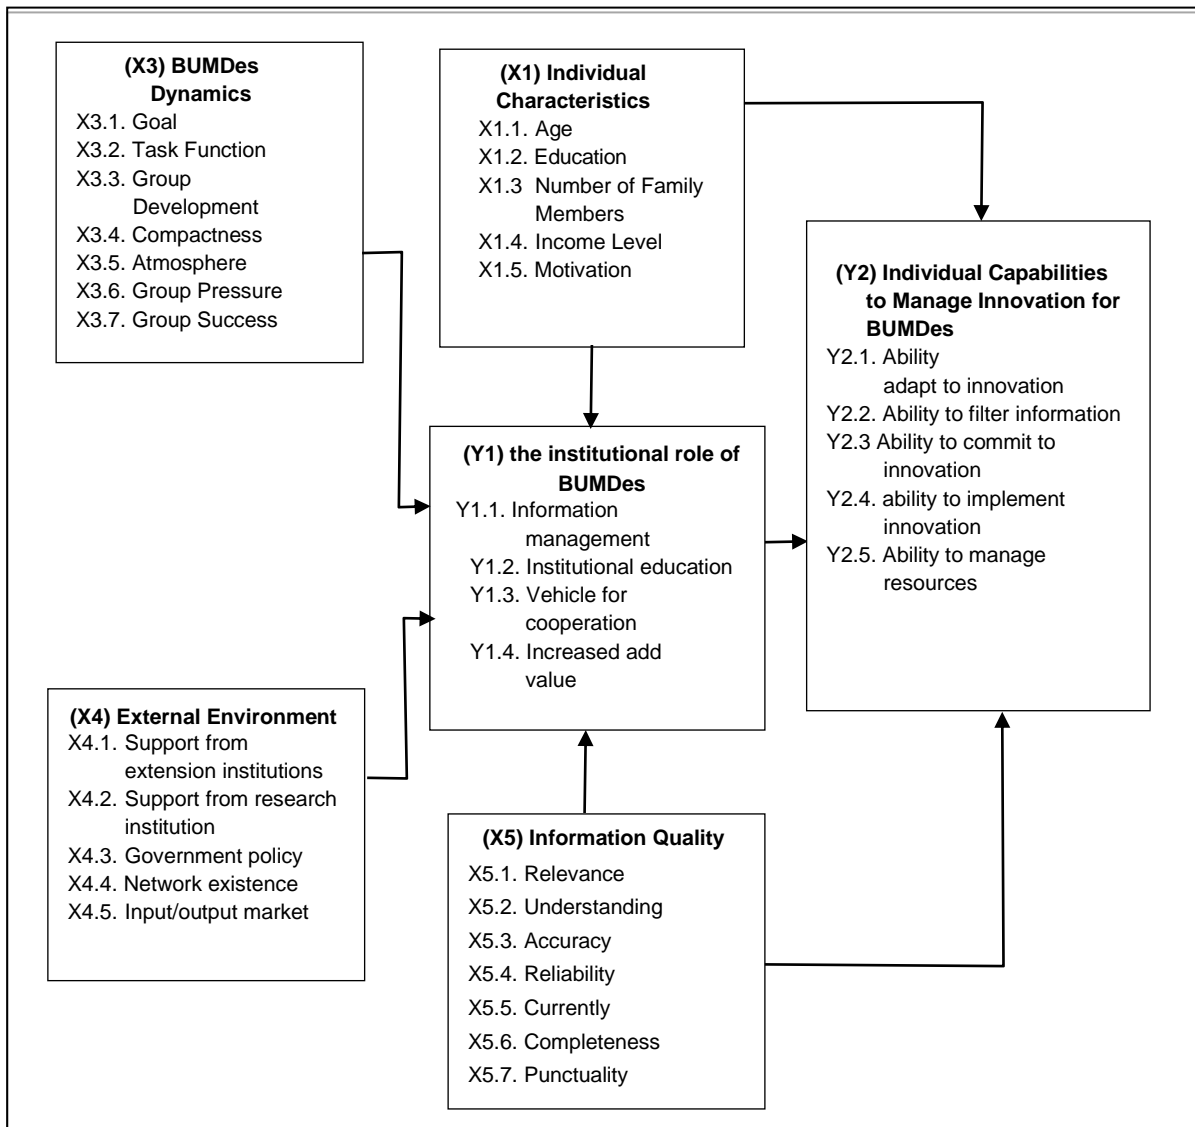 (X3) BUMDes
Dynamics
X3.1. Goal
X3.2. Task Function
X3.3. Group
Development
X3.4. Compactness
X3.5. Atmosphere
X3.6. Group Pressure
X3.7. Group Success
(X1) Individual
Characteristics
X1.1. Age
X1.2. Education
X1.3 Number of Family
Members
X1.4. Income Level
X1.5. Motivation
(Y2) Individual Capabilities
to Manage Innovation for
BUMDes
Y2.1. Ability
adapt to innovation
Y2.2. Ability to filter information
Y2.3 Ability to commit to
innovation
Y2.4. ability to implement
innovation
Y2.5. Ability to manage
resources
(Y1) the institutional role of
BUMDes
Y1.1. Information
management
Y1.2. Institutional education
Y1.3. Vehicle for
cooperation
Y1.4. Increased add
value
(X4) External Environment
X4.1. Support from
extension institutions
X4.2. Support from research
institution
X4.3. Government policy
X4.4. Network existence
X4.5. Input/output market
(X5) Information Quality
X5.1. Relevance
X5.2. Understanding
X5.3. Accuracy
X5.4. Reliability
X5.5. Currently
X5.6. Completeness
X5.7. Punctuality